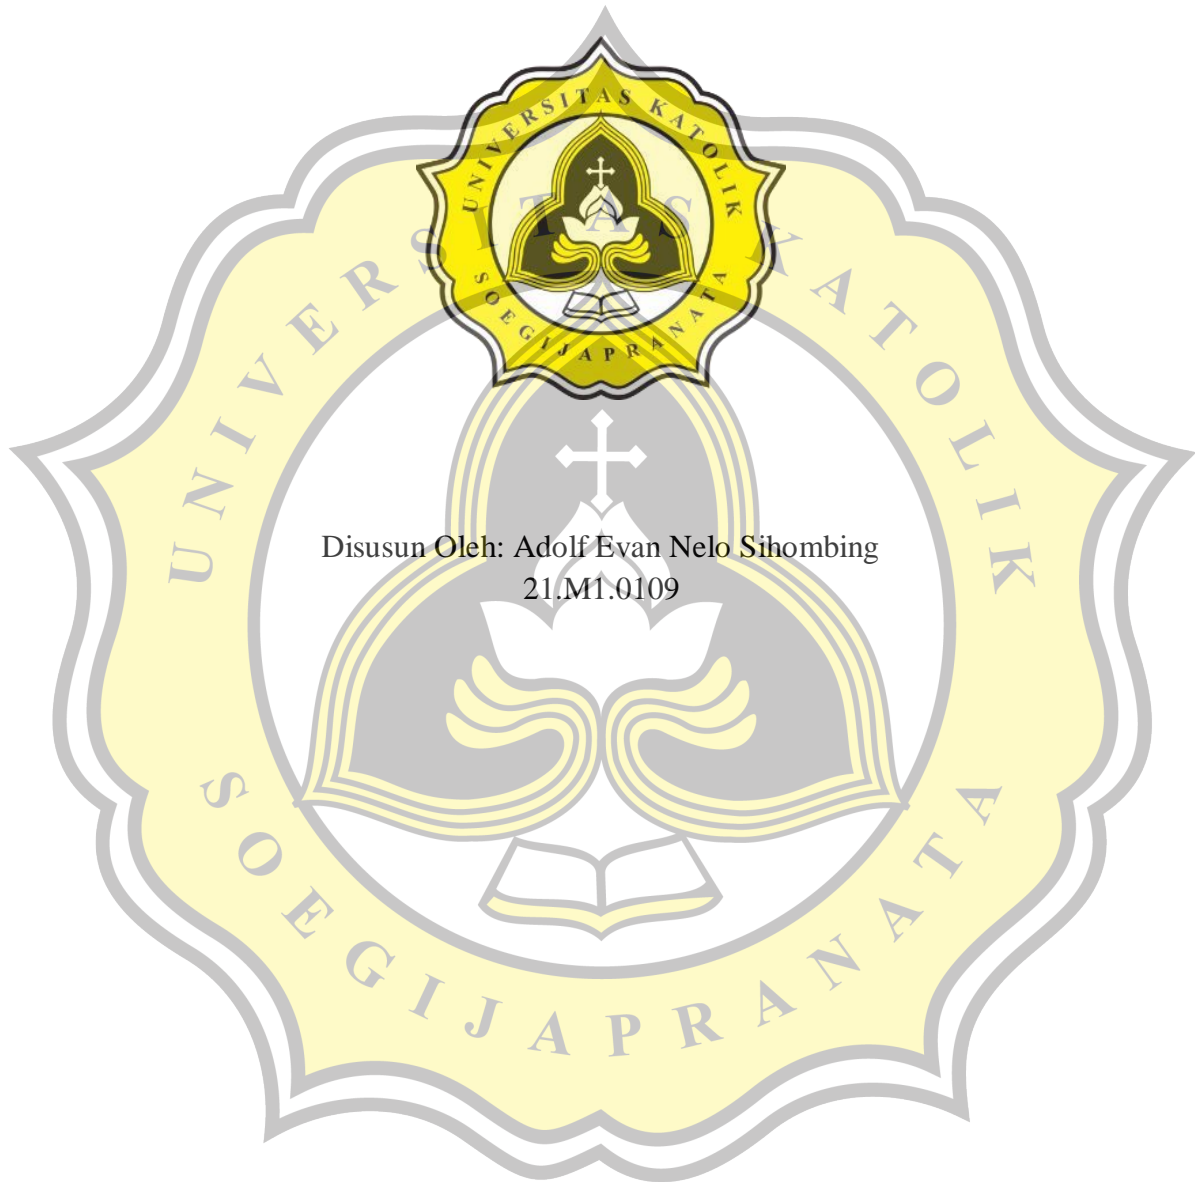 UNIVERSITAS KATOLIK
SOEGIJAPRANATA
UNIVERSITAS KATOLIK
SOEGIJAPRANATA
Disusun Oleh: Adolf Evan Nelo Sihombing
21.M1.0109